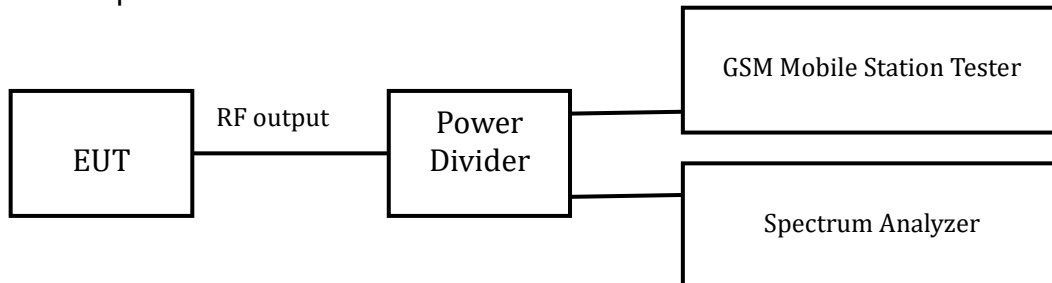 GSM Mobile Station Tester
RF output
EUT
Power
Divider
Spectrum Analyzer